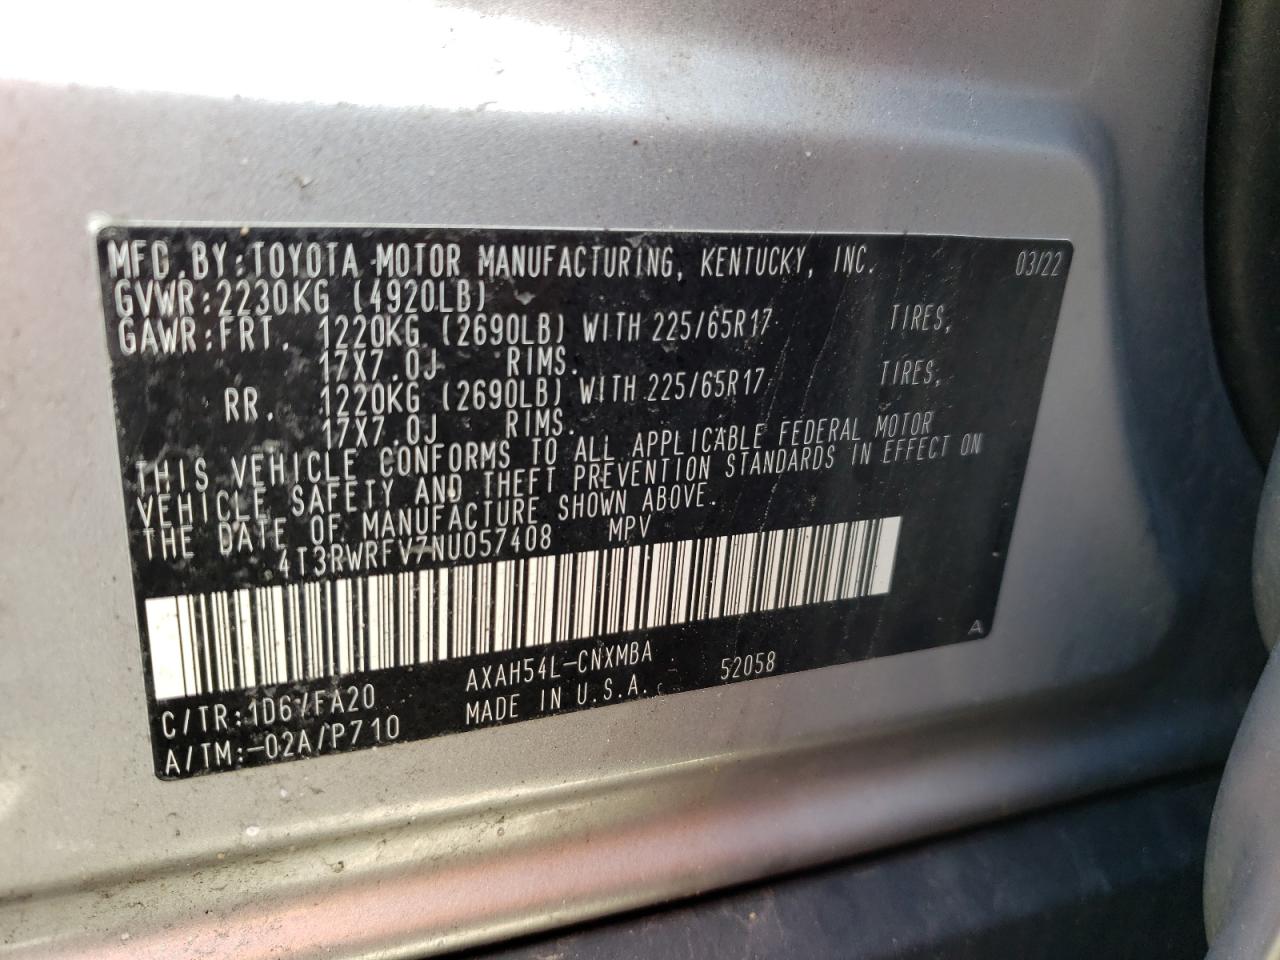 MFD.BY:TOYOTA MOTOR MANUFACTURING, KENTUCKY, INC. 03/22
GVWR:2230KG (4920LB)
GAWR:FRT. 1220KG (2690LB) WITH 225/65R17 TIRES,
17X7.0J RIMS.
RR. 1220KG (2690LB) WITH 225/65R17 TIRES,
17X7.0J RIMS.
THIS VEHICLE CONFORMS TO ALL APPLICABLE FEDERAL MOTOR
VEHICLE SAFETY AND THEFT PREVENTION STANDARDS IN EFFECT ON
THE DATE OF MANUFACTURE SHOWN ABOVE.
4T3RWRFV7NU057408 MPV
A
C/TR:1D6/FA20 AXAH54L-CNXMBA 52058
A/TM:-02A/P710 MADE IN U.S.A.